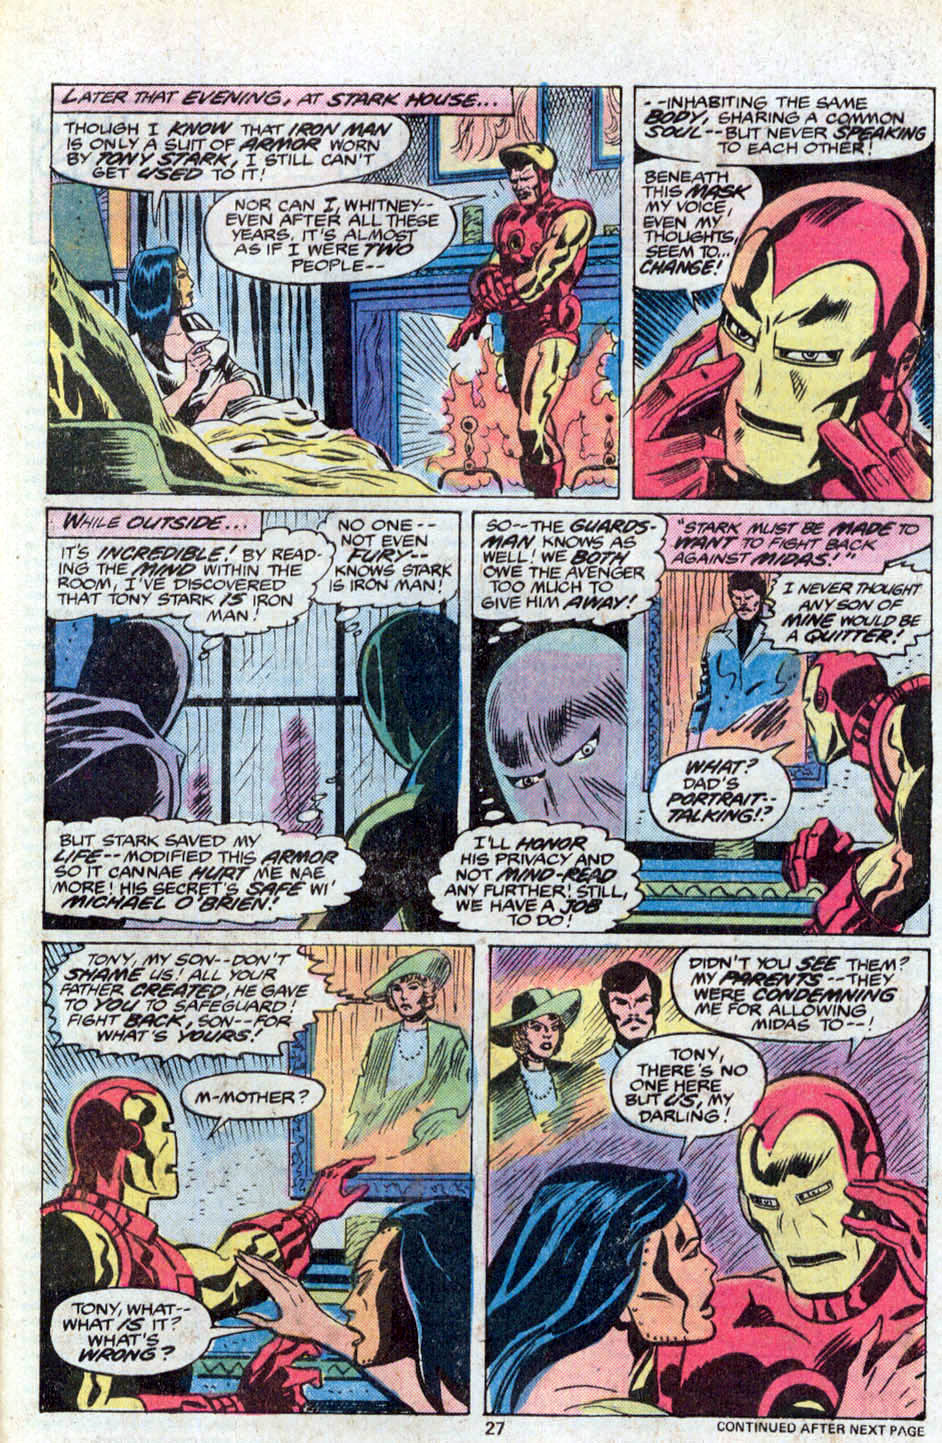 LATER THAT EVENING, AT STARK HOUSE...
THOUGH I KNOW THAT IRON MAN
IS ONLY A SUIT OF ARMOR WORN
BY TONY STARK, I STILL CAN'T
GET USED TO IT!
NOR CAN I, WHITNEY--
EVEN AFTER ALL THESE
YEARS. IT'S ALMOST
AS IF I WERE TWO
PEOPLE--
--INHABITING THE SAME
BODY, SHARING A COMMON
SOUL--BUT NEVER SPEAKING
TO EACH OTHER!
BENEATH
THIS MASK
MY VOICE,
EVEN MY
THOUGHTS,
SEEM TO...
CHANGE!
WHILE OUTSIDE...
IT'S INCREDIBLE! BY READ-
ING THE MIND WITHIN THE
ROOM, I'VE DISCOVERED
THAT TONY STARK IS IRON
MAN!
NO ONE--
NOT EVEN
FURY--
KNOWS STARK
IS IRON MAN!
BUT STARK SAVED MY
LIFE--MODIFIED THIS ARMOR
SO IT CANNAE HURT ME NAE
MORE! HIS SECRET'S SAFE WI'
MICHAEL O'BRIEN!
SO--THE GUARDS-
MAN KNOWS AS
WELL! WE BOTH
OWE THE AVENGER
TOO MUCH TO
GIVE HIM AWAY!
I'LL HONOR
HIS PRIVACY AND
NOT MIND-READ
ANY FURTHER! STILL,
WE HAVE A JOB
TO DO!
"STARK MUST BE MADE TO
WANT TO FIGHT BACK
AGAINST MIDAS!"
I NEVER THOUGHT
ANY SON OF
MINE WOULD BE
A QUITTER!
WHAT?
DAD'S
PORTRAIT--
TALKING!?
TONY, MY SON--DON'T
SHAME US! ALL YOUR
FATHER CREATED, HE GAVE
TO YOU TO SAFEGUARD!
FIGHT BACK, SON--FOR
WHAT'S YOURS!
M-MOTHER?
TONY, WHAT--
WHAT IS IT?
WHAT'S
WRONG?
DIDN'T YOU SEE THEM?
MY PARENTS--THEY
WERE CONDEMNING
ME FOR ALLOWING
MIDAS TO--!
TONY,
THERE'S NO
ONE HERE
BUT US, MY
DARLING!
27
CONTINUED AFTER NEXT PAGE